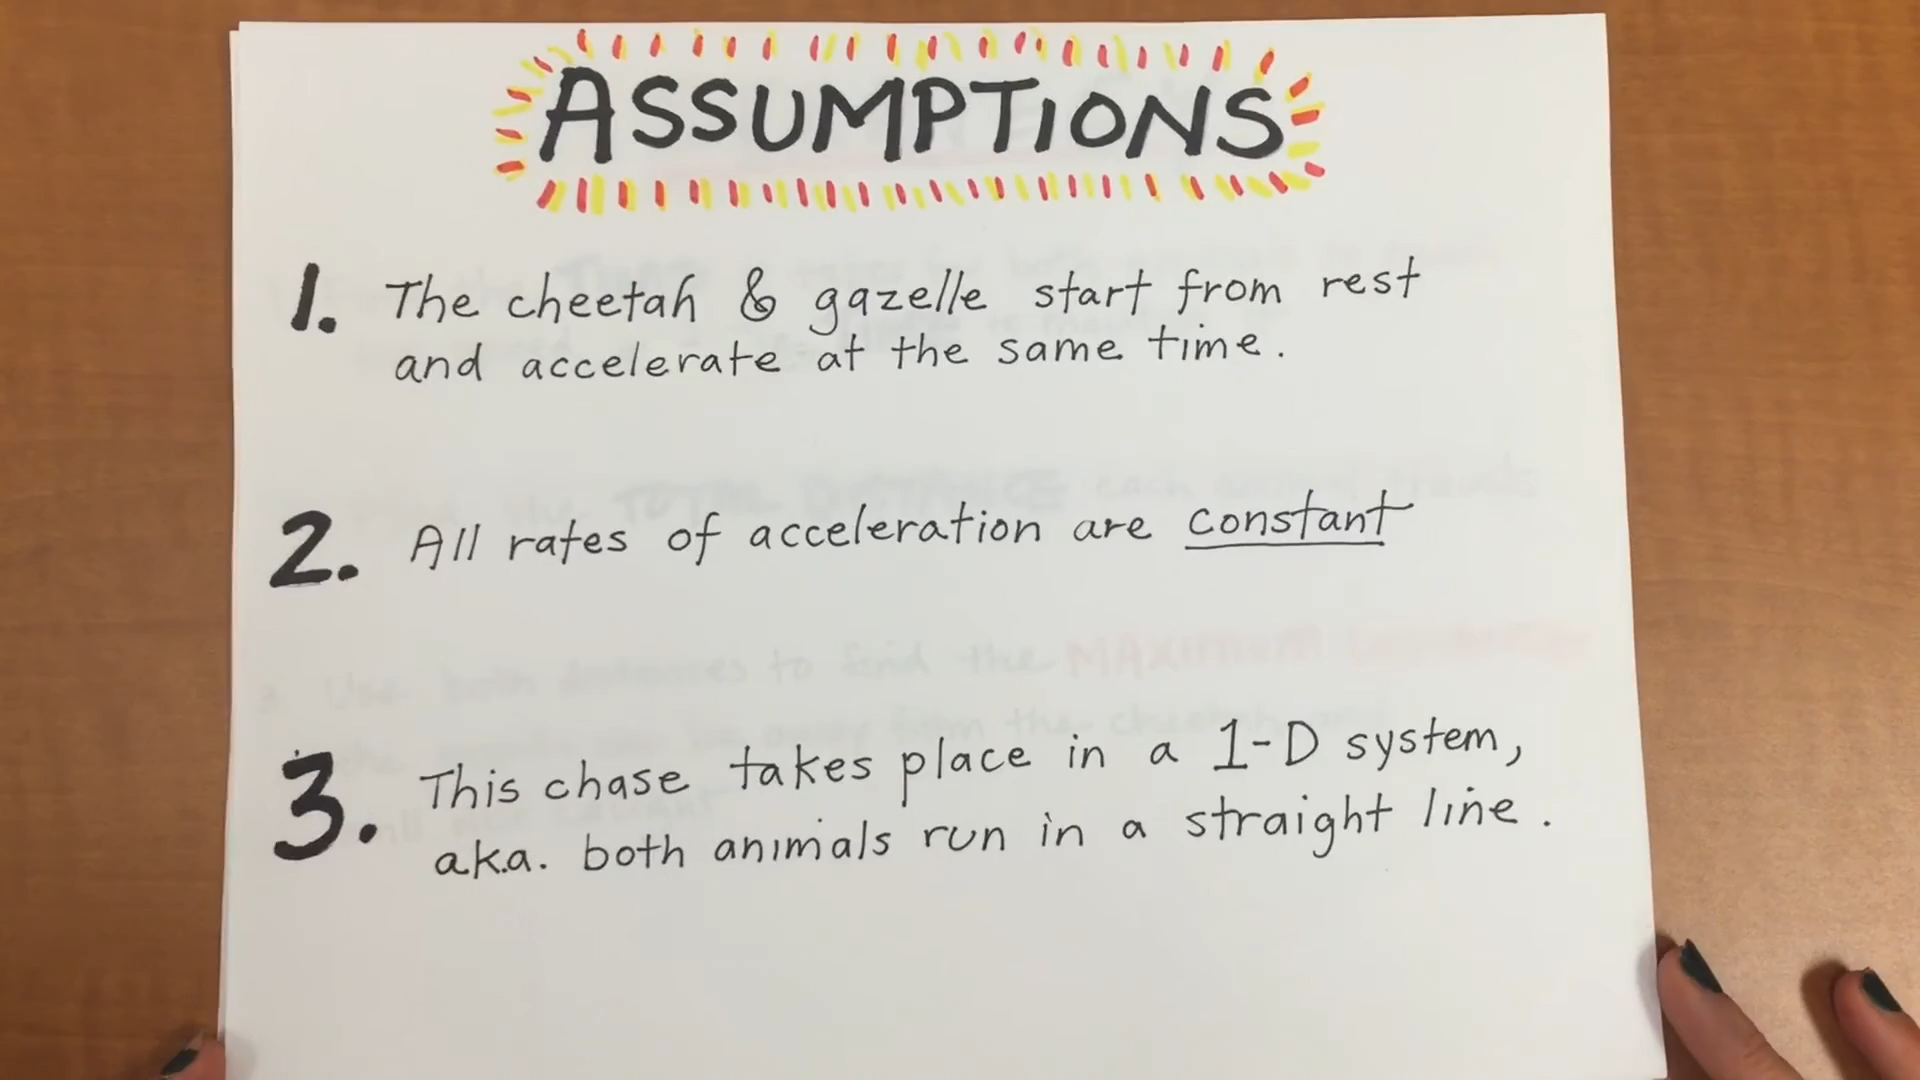 ASSUMPTIONS
1. The cheetah & gazelle start from rest
and accelerate at the same time.
2. All rates of acceleration are constant
3. This chase takes place in a 1-D system,
aka. both animals run in a straight line.